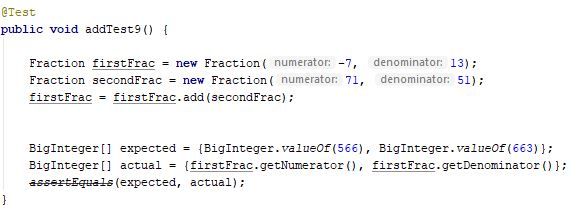 @Test
public void addTest9() {
Fraction firstFrac = new Fraction( numerator: -7, denominator: 13);
Fraction secondFrac = new Fraction( numerator: 71, denominator: 51);
firstFrac = firstFrac.add(secondFrac);
BigInteger[] expected = {BigInteger.valueOf(566), BigInteger.valueOf(663)};
BigInteger[] actual = {firstFrac.getNumerator(), firstFrac.getDenominator()};
assertEquals(expected, actual);
}